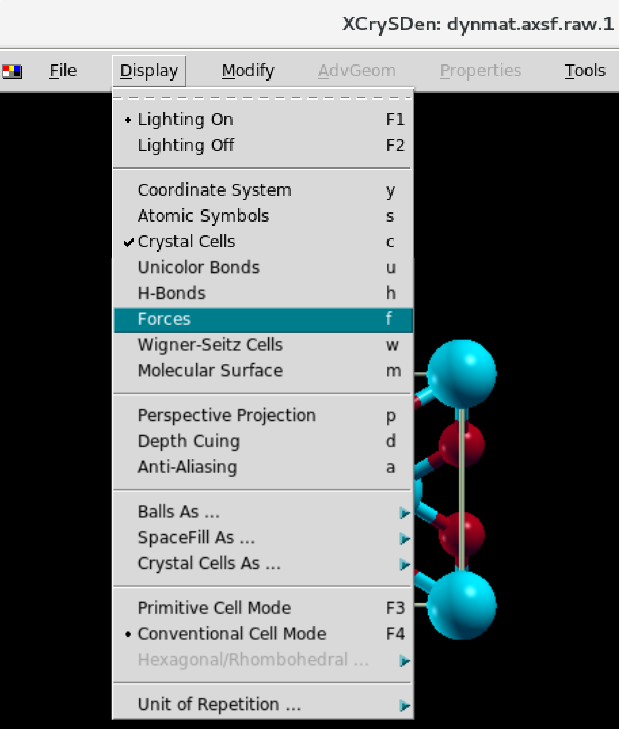 XCrySDen: dynmat.axsf.raw.1
File Display Modify AdvGeom Properties Tools
Lighting On F1
Lighting Off F2
Coordinate System y
Atomic Symbols s
Crystal Cells c
Unicolor Bonds u
H-Bonds h
Forces f
Wigner-Seitz Cells w
Molecular Surface m
Perspective Projection p
Depth Cuing d
Anti-Aliasing a
Balls As ...
SpaceFill As ...
Crystal Cells As ...
Primitive Cell Mode F3
Conventional Cell Mode F4
Hexagonal/Rhombohedral ...
Unit of Repetition ...